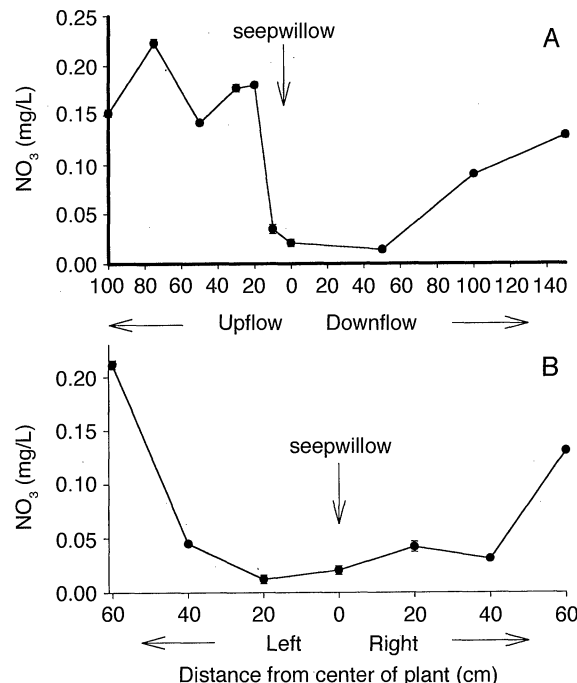 seepwillow
A
0.25
0.20
0.15
0.10
0.05
0.00
NO3 (mg/L)
100 80 60 40 20 0 20 40 60 80 100 120 140
Upflow Downflow
B
0.20
0.15
0.10
0.05
0.00
NO3 (mg/L)
seepwillow
60 40 20 0 20 40 60
Left Right
Distance from center of plant (cm)